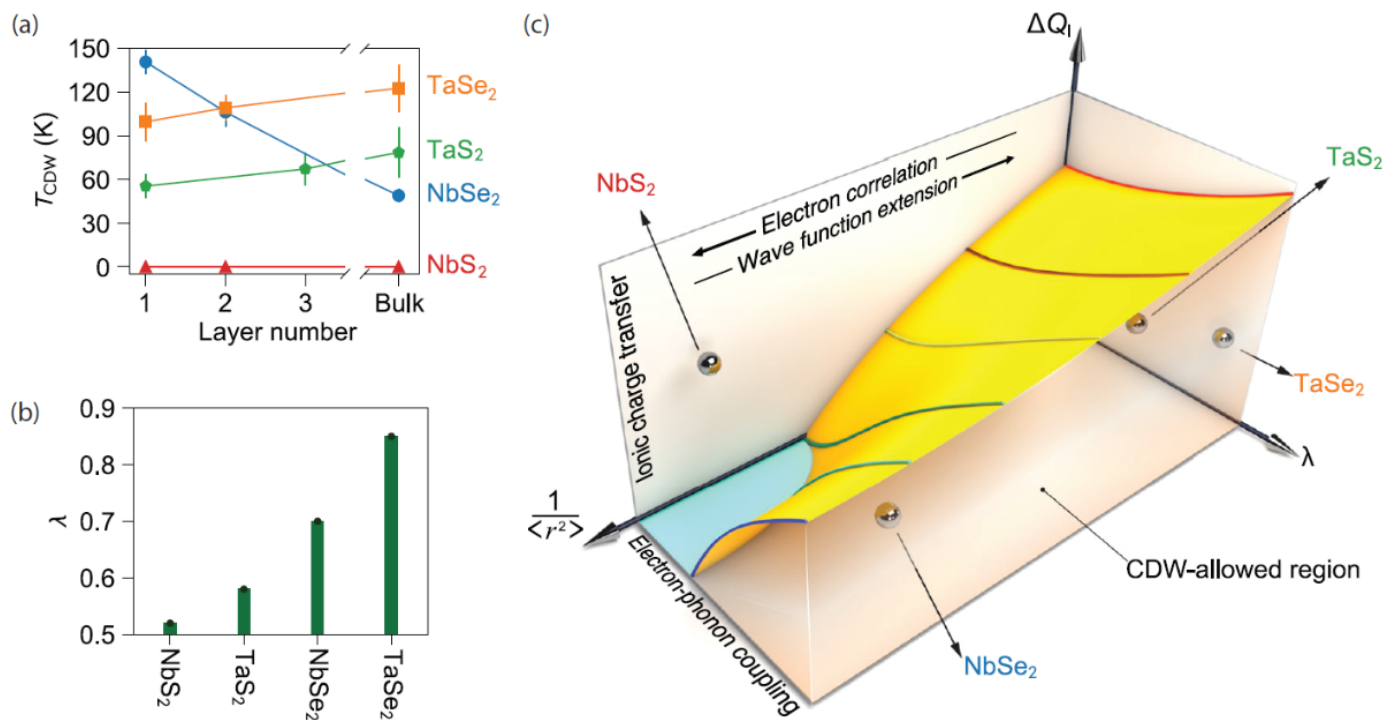 (a)
150
120
90
60
30
0
T_CDW (K)
1
2
3
Bulk
Layer number
TaSe₂
TaS₂
NbSe₂
NbS₂
(b)
0.9
0.8
0.7
0.6
0.5
λ
NbS₂
TaS₂
NbSe₂
TaSe₂
(c)
ΔQ_I
NbS₂
TaS₂
Electron correlation
Wave function extension
Ionic charge transfer
TaSe₂
λ
1
<r²>
Electron-phonon coupling
CDW-allowed region
NbSe₂